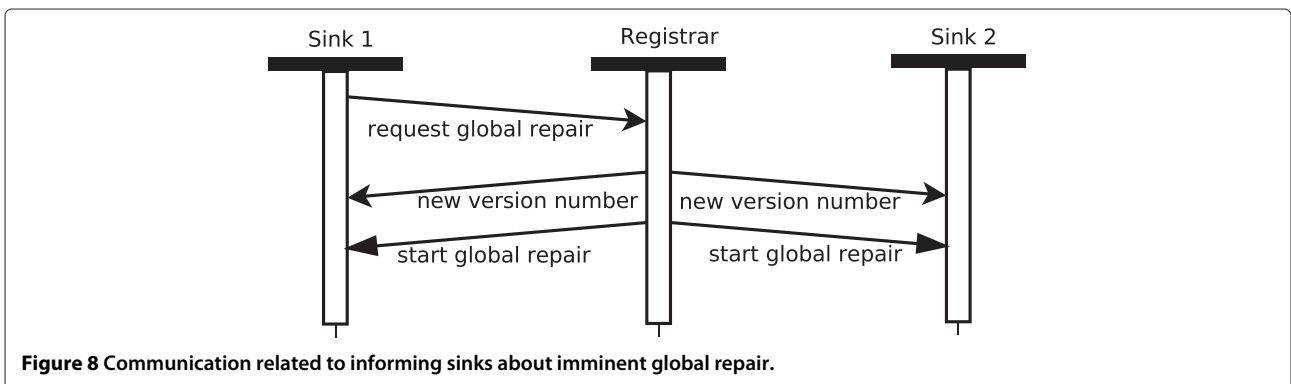 Sink 1
Registrar
Sink 2
request global repair
new version number
new version number
start global repair
start global repair
Figure 8 Communication related to informing sinks about imminent global repair.